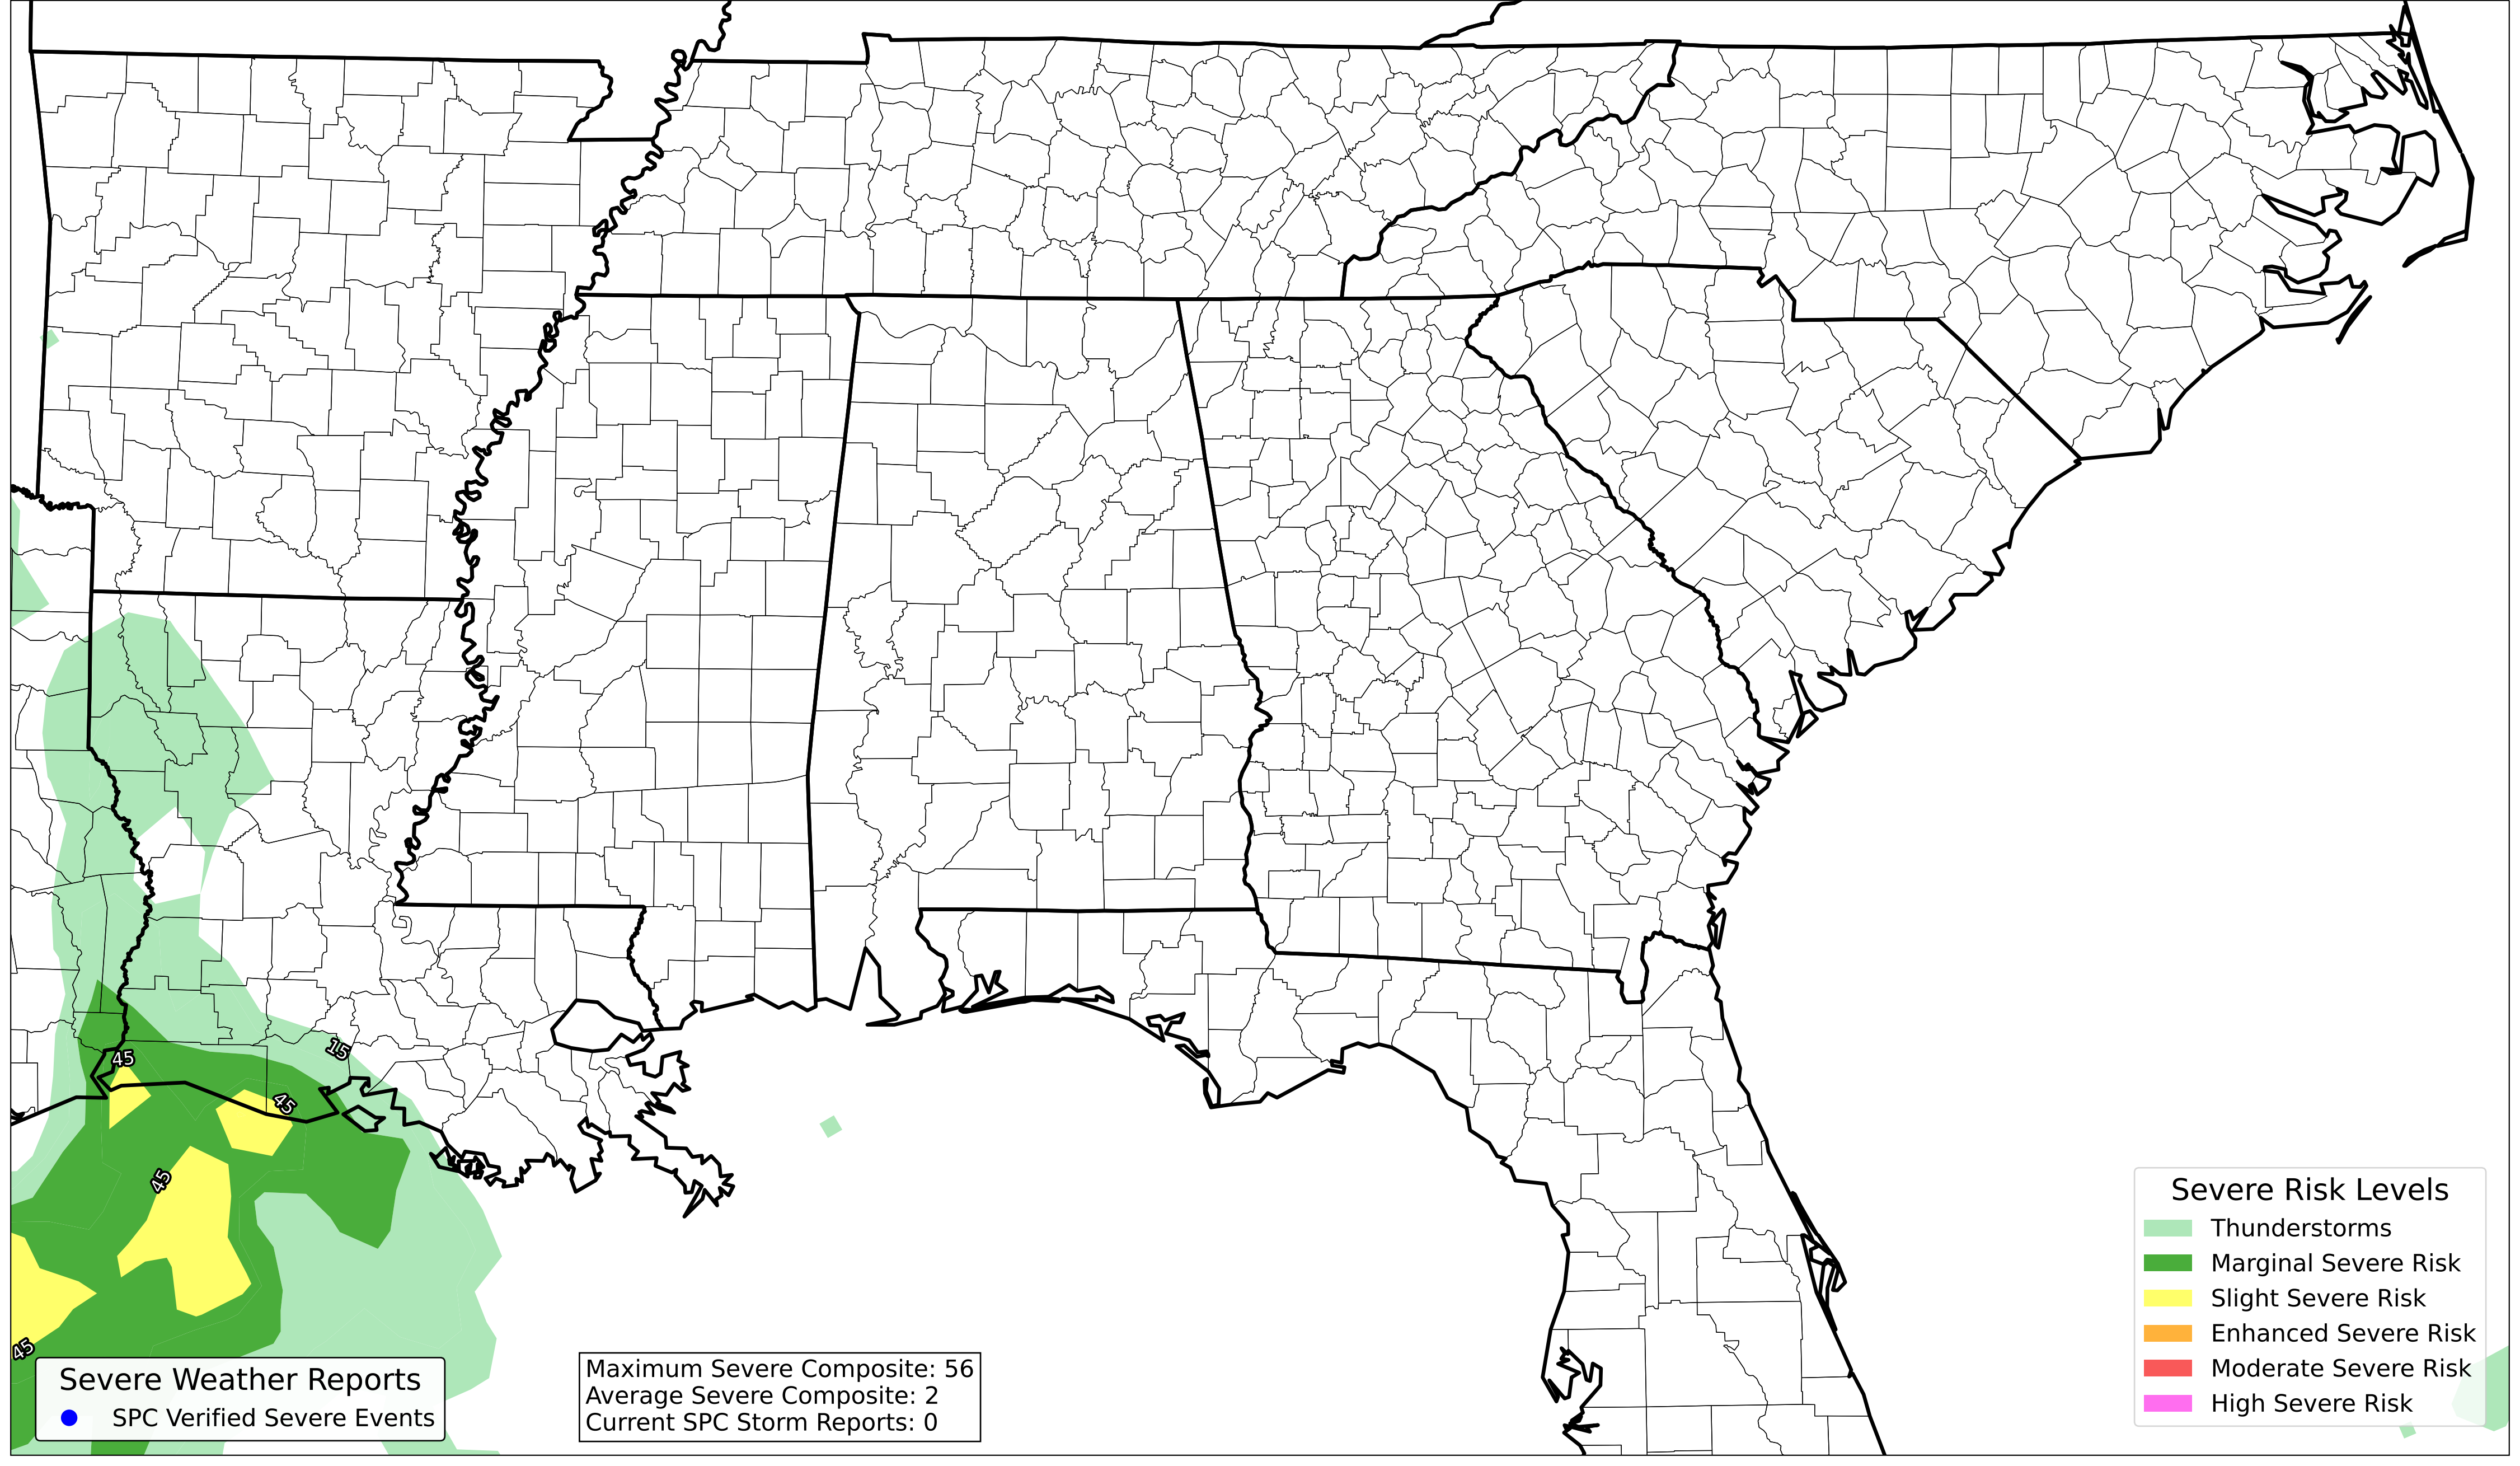 45
15
45
45
45
Severe Weather Reports
SPC Verified Severe Events
Maximum Severe Composite: 56
Average Severe Composite: 2
Current SPC Storm Reports: 0
Severe Risk Levels
Thunderstorms
Marginal Severe Risk
Slight Severe Risk
Enhanced Severe Risk
Moderate Severe Risk
High Severe Risk